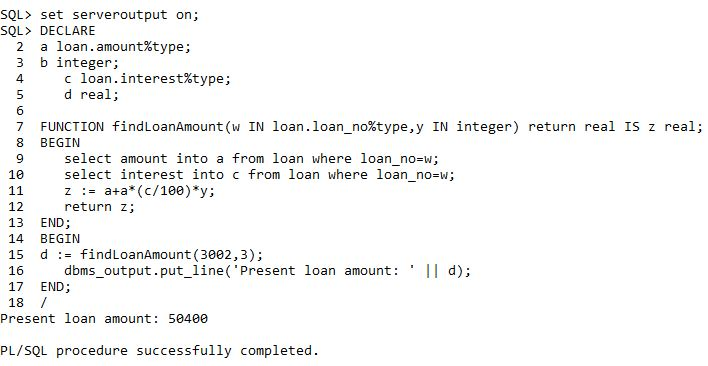 SQL> set serveroutput on;
SQL> DECLARE
  2  a loan.amount%type;
  3  b integer;
  4     c loan.interest%type;
  5     d real;
  6
  7  FUNCTION findLoanAmount(w IN loan.loan_no%type,y IN integer) return real IS z real;
  8  BEGIN
  9     select amount into a from loan where loan_no=w;
 10     select interest into c from loan where loan_no=w;
 11     z := a+a*(c/100)*y;
 12     return z;
 13  END;
 14  BEGIN
 15  d := findLoanAmount(3002,3);
 16     dbms_output.put_line('Present loan amount: ' || d);
 17  END;
 18  /
Present loan amount: 50400
PL/SQL procedure successfully completed.